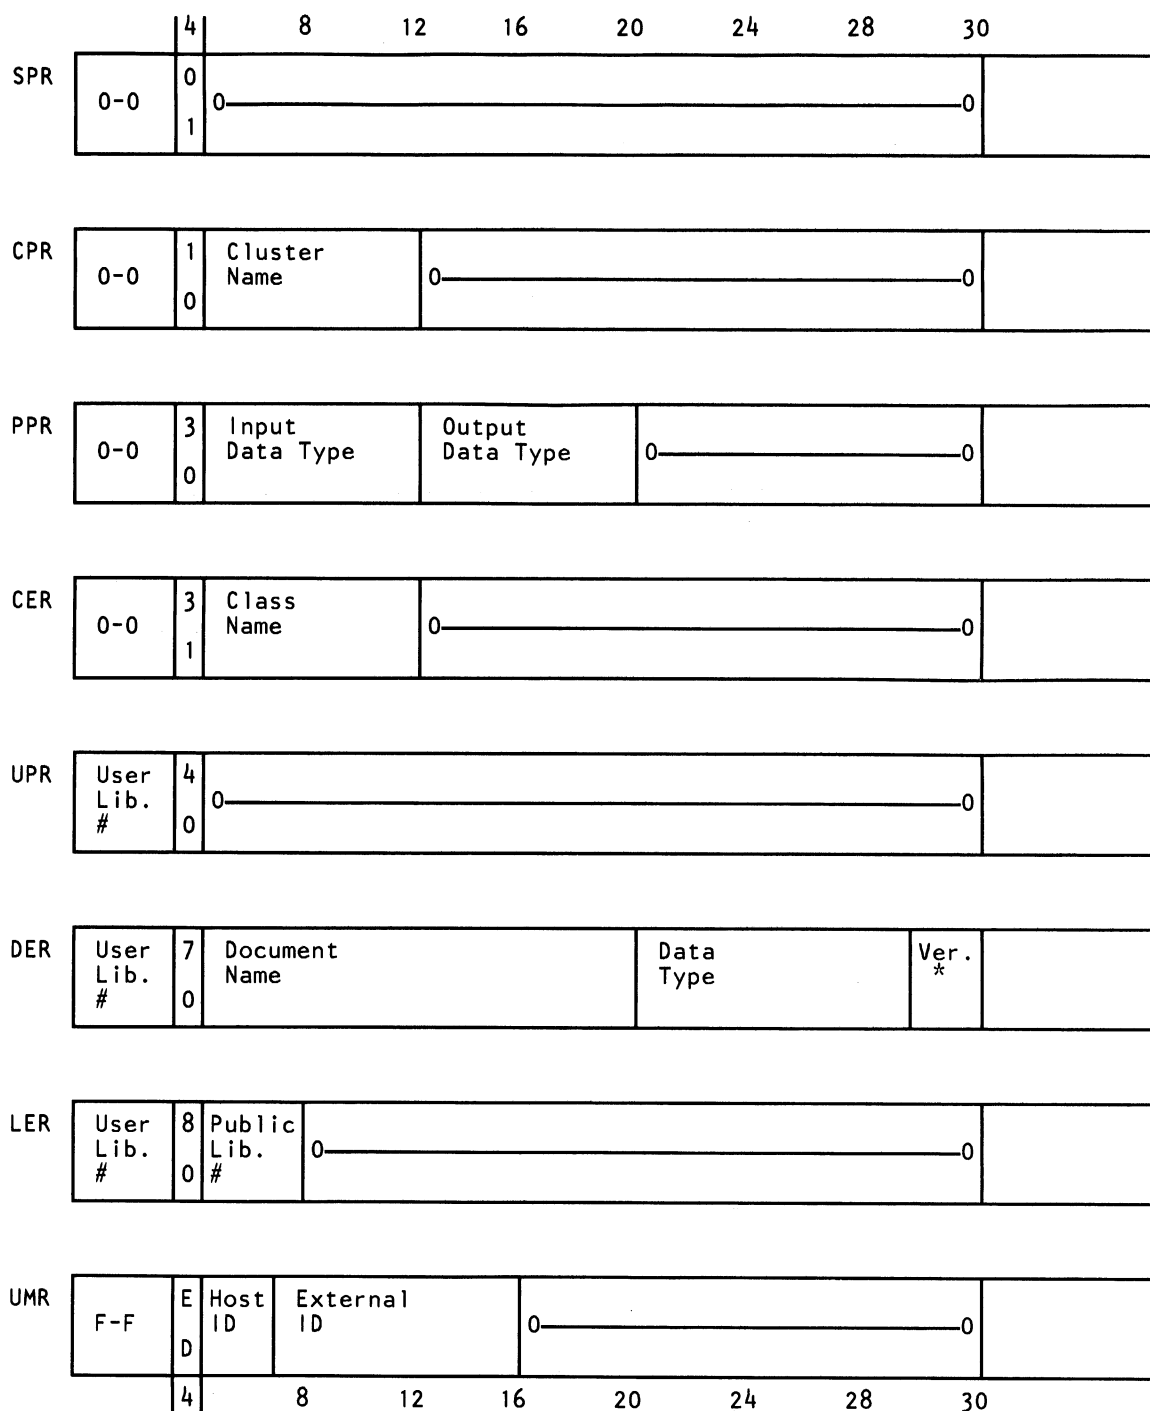 4 8 12 16 20 24 28 30
SPR 0-0 0 1 0 0
CPR 0-0 1 0 Cluster Name 0 0
PPR 0-0 3 0 Input Data Type Output Data Type 0 0
CER 0-0 3 1 Class Name 0 0
UPR User Lib. # 4 0 0 0
DER User Lib. # 7 0 Document Name Data Type Ver. *
LER User Lib. # 8 0 Public Lib. # 0 0
UMR F-F E D Host ID External ID 0 0
4 8 12 16 20 24 28 30